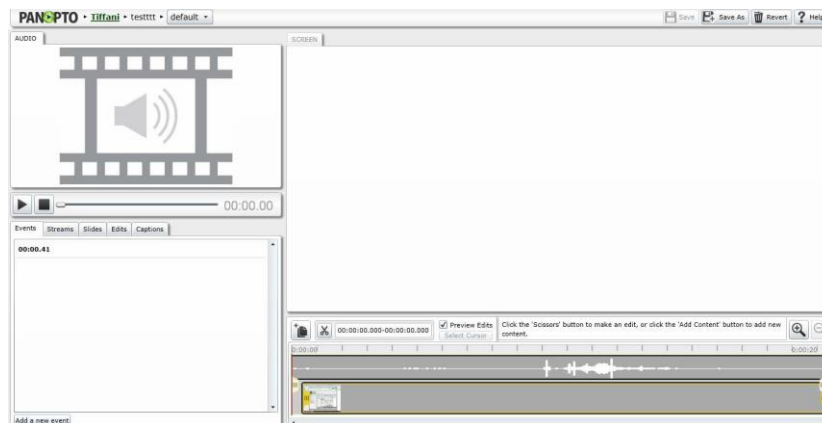 PANOPTO • Tiffani • testttt • default
Save Save As Revert ? Help
AUDIO
SCREEN
00:00.00
Events Streams Slides Edits Captions
00:00.41
Add a new event
00:00:00.000-00:00:00.000
Preview Edits
Select Cursor
Click the 'Scissors' button to make an edit, or click the 'Add Content' button to add new
content.
0:00:00
0:00:20